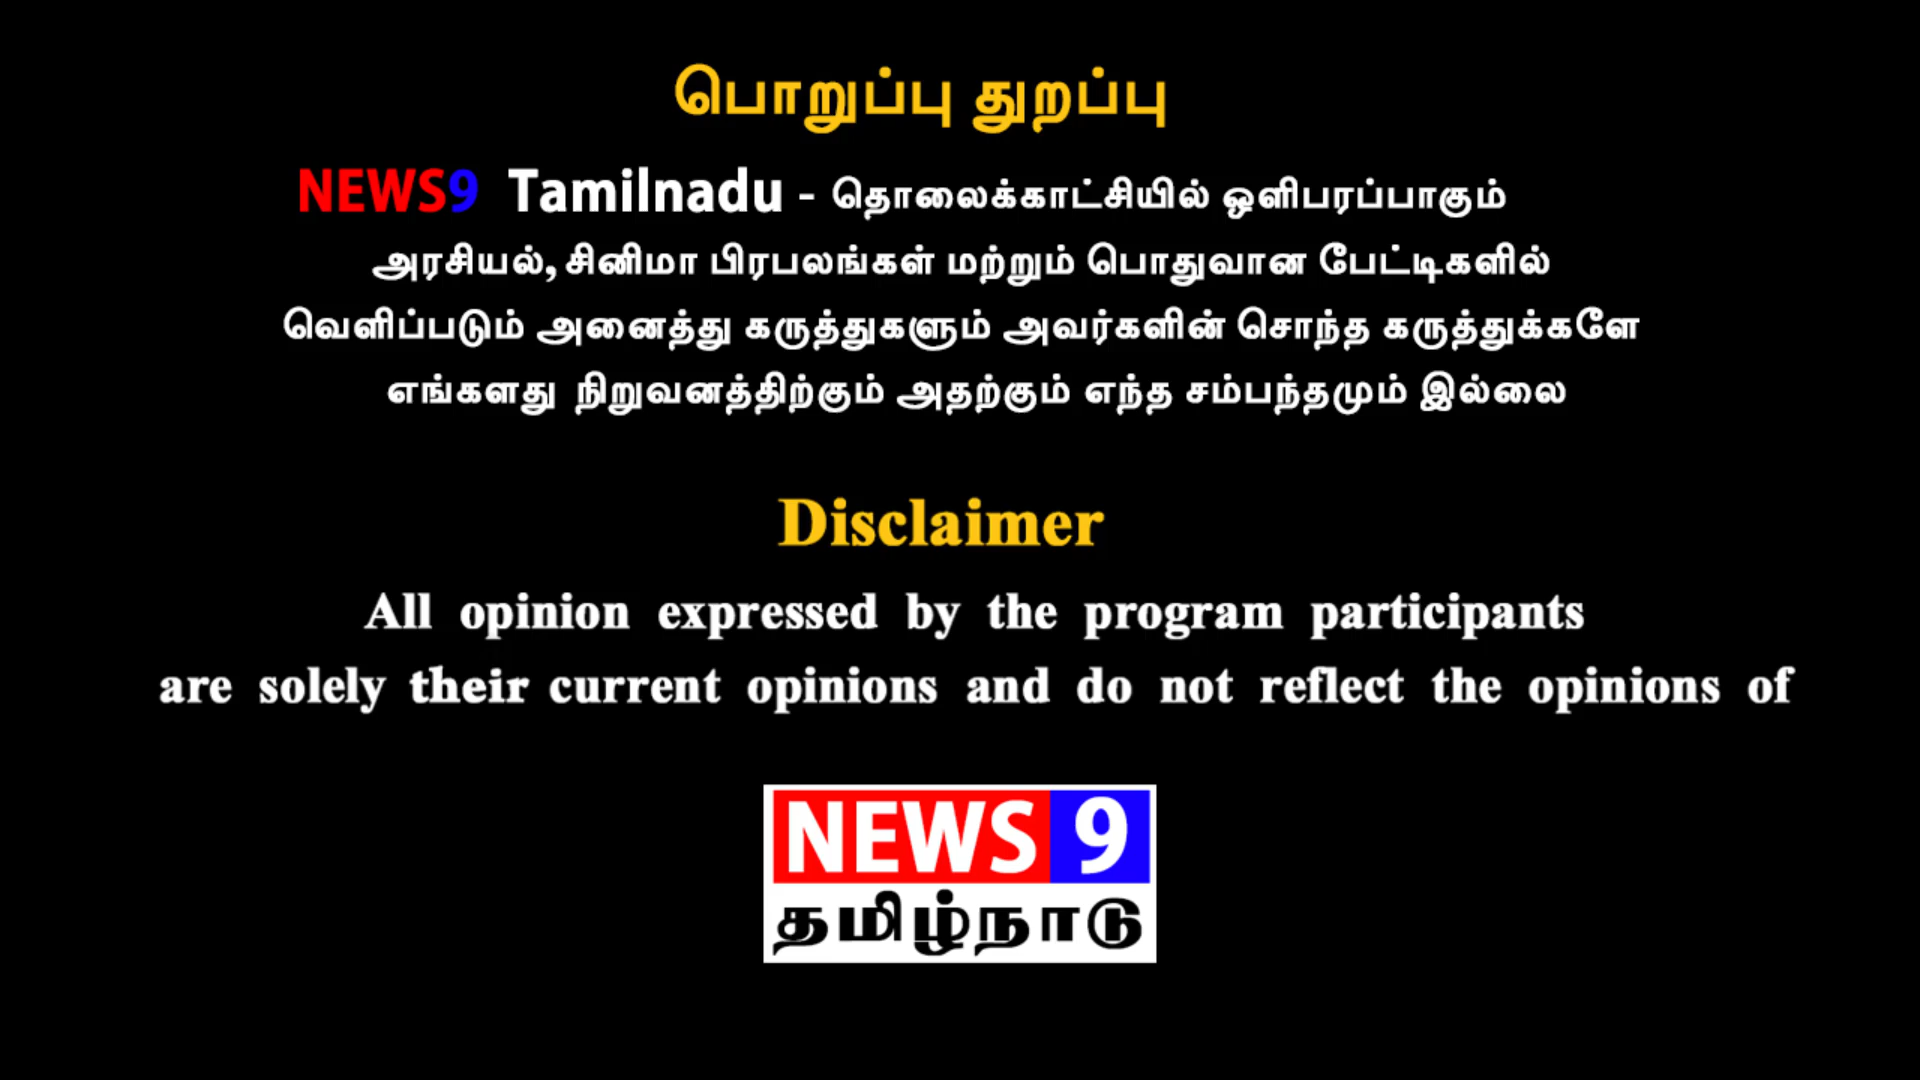 பொறுப்பு துறப்பு
NEWS9 Tamilnadu - தொலைக்காட்சியில் ஒளிபரப்பாகும்
அரசியல், சினிமா பிரபலங்கள் மற்றும் பொதுவான பேட்டிகளில்
வெளிப்படும் அனைத்து கருத்துகளும் அவர்களின் சொந்த கருத்துக்களே
எங்களது நிறுவனத்திற்கும் அதற்கும் எந்த சம்பந்தமும் இல்லை
Disclaimer
All opinion expressed by the program participants
are solely their current opinions and do not reflect the opinions of
NEWS 9
தமிழ்நாடு